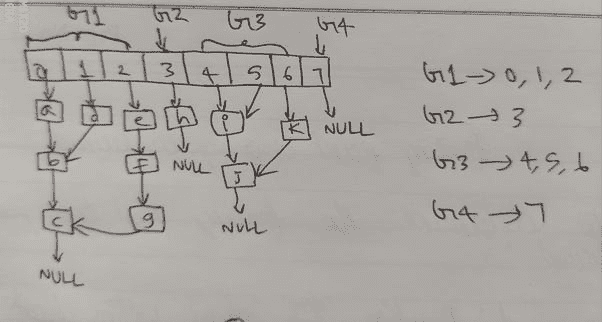 G1 G2 G3 G4
0 1 2 3 4 5 6 7
G1 → 0, 1, 2
a d e h i K NULL
G2 → 3
b f NULL J
G3 → 4, 5, 6
c g NULL
G4 → 7
NULL